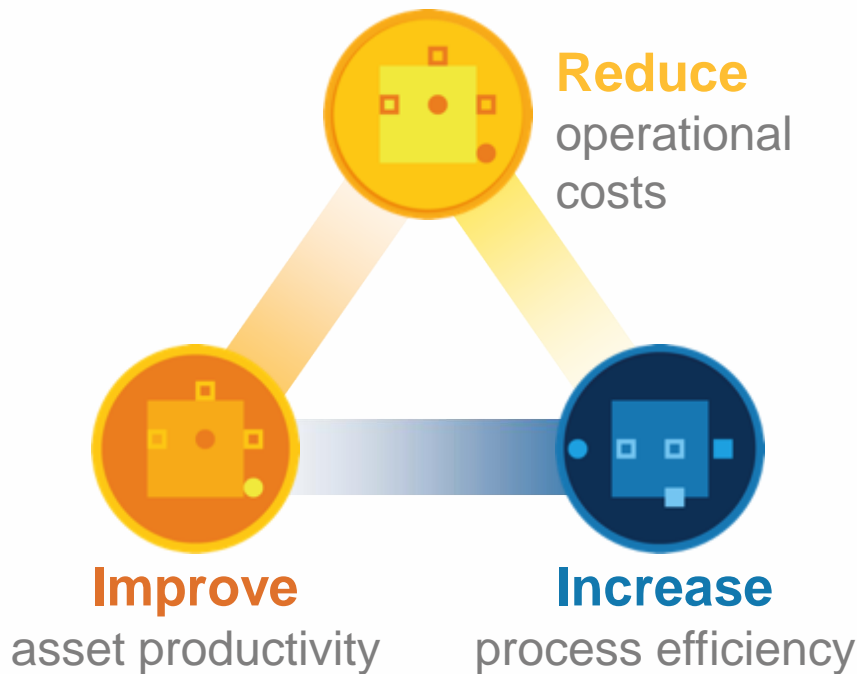 Reduce
operational
costs
Improve
asset productivity
Increase
process efficiency